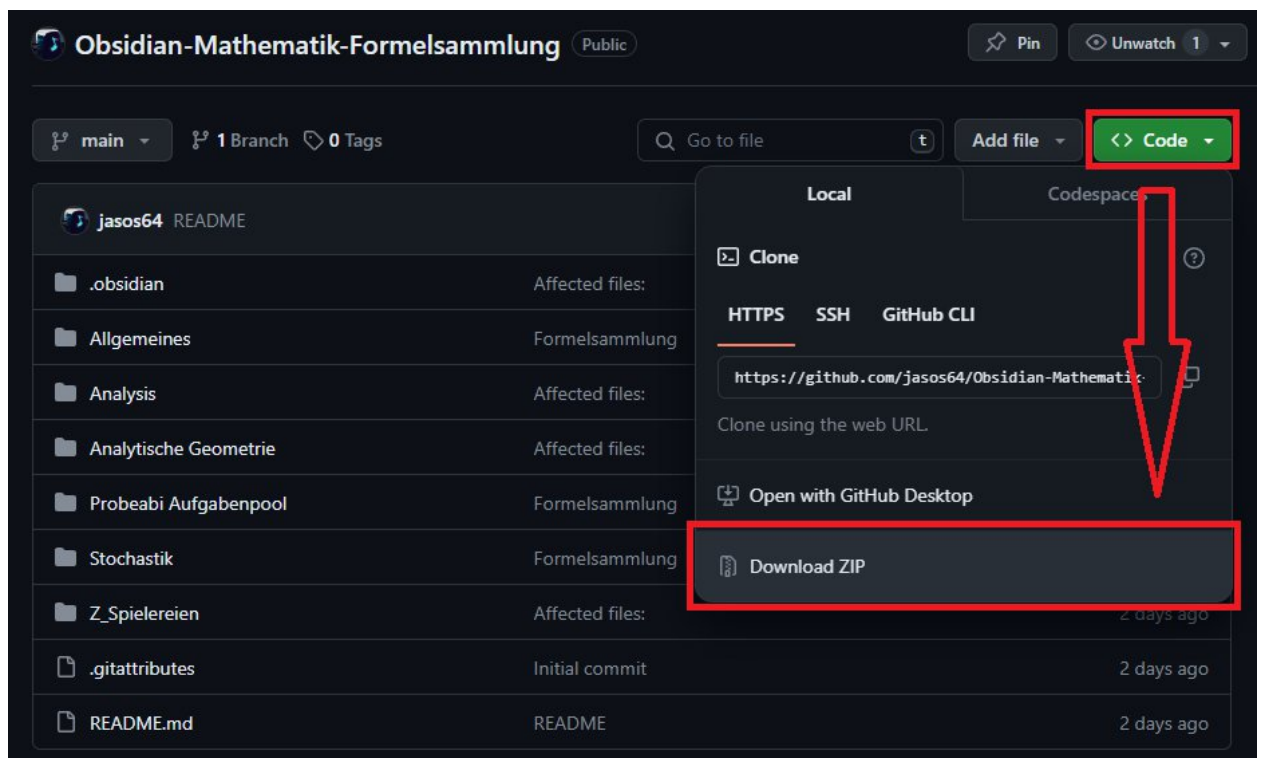 Obsidian-Mathematik-Formelsammlung Public Pin Unwatch 1
main 1 Branch 0 Tags Go to file t Add file <> Code
Local Codespaces
jasos64 README
Clone
.obsidian Affected files:
HTTPS SSH GitHub CLI
Allgemeines Formelsammlung
https://github.com/jasos64/Obsidian-Mathematik-
Analysis Affected files:
Clone using the web URL.
Analytische Geometrie Affected files:
Open with GitHub Desktop
Probeabi Aufgabenpool Formelsammlung
Download ZIP
Stochastik Formelsammlung
Z_Spielereien Affected files: 2 days ago
.gitattributes Initial commit 2 days ago
README.md README 2 days ago